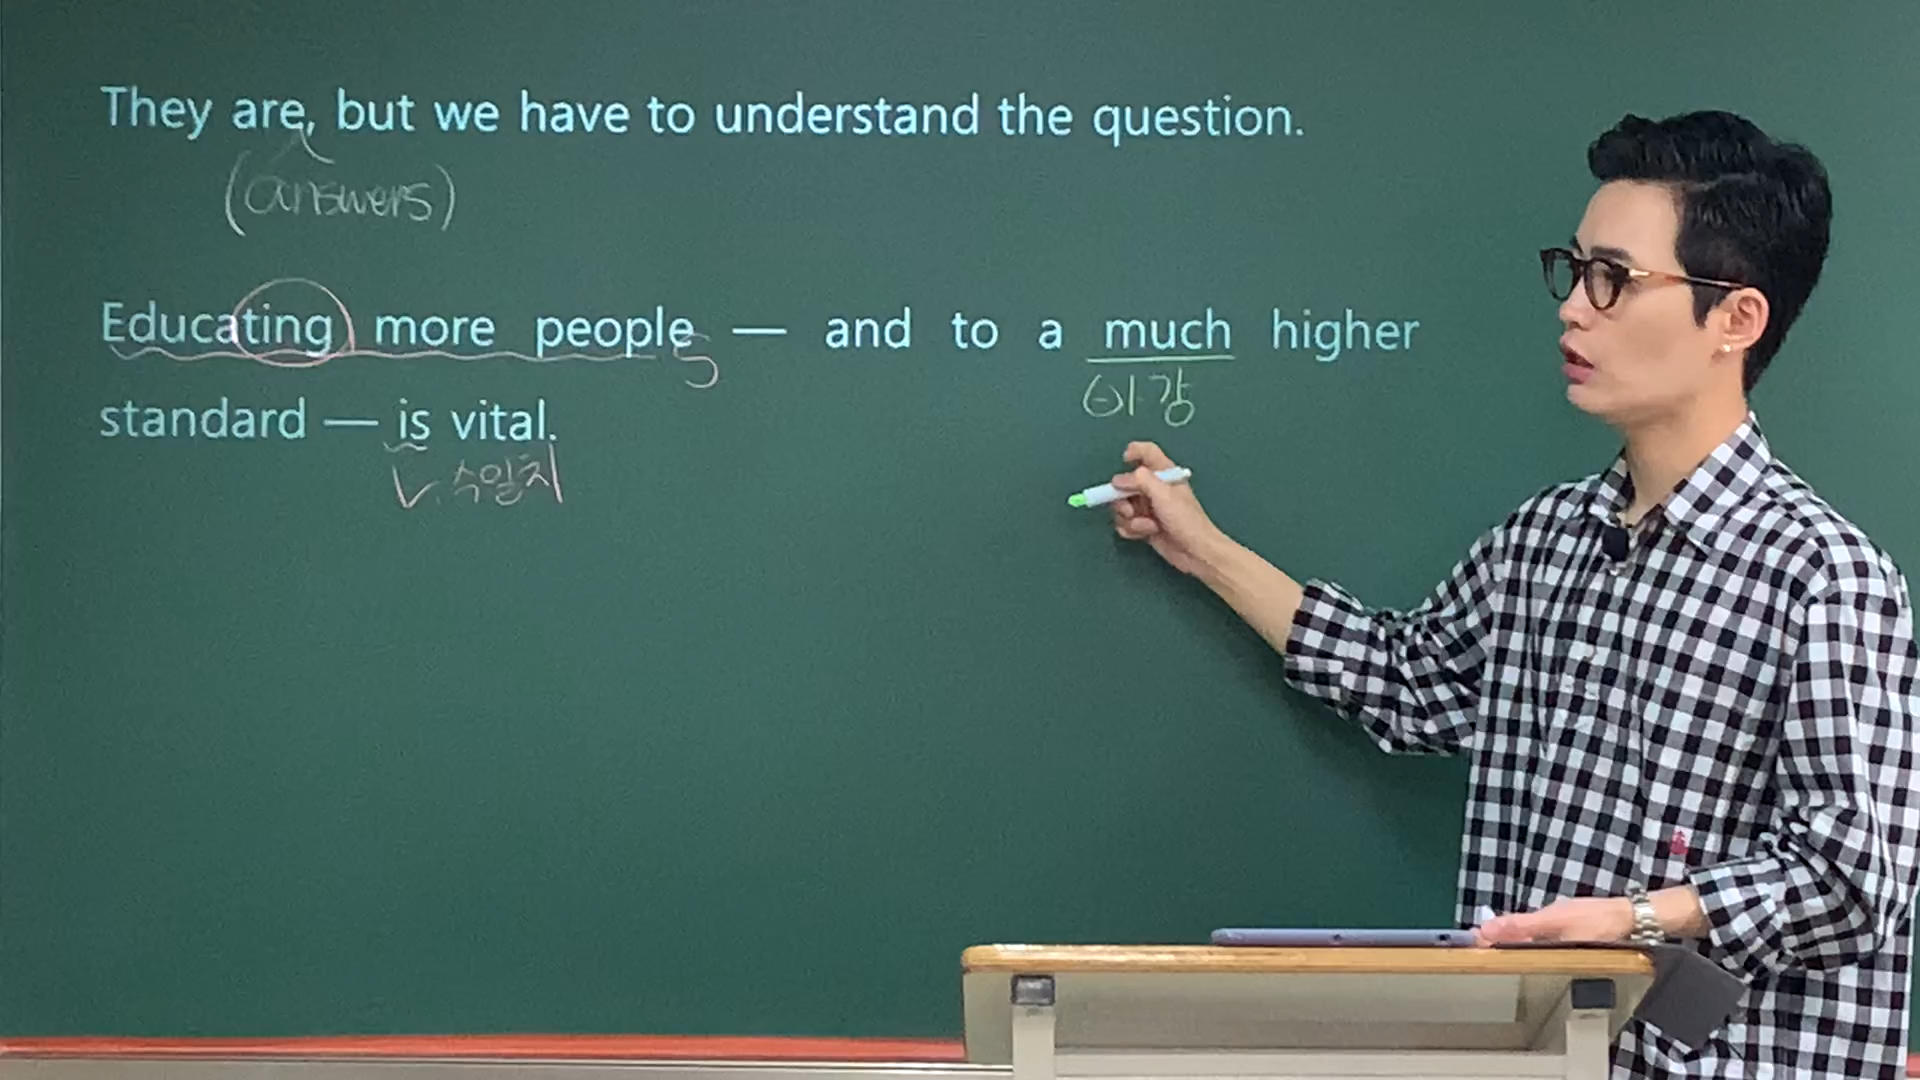 They are, but we have to understand the question.
(answers)
Educating more people — and to a much higher
S
비강
standard — is vital.
V. 수일치